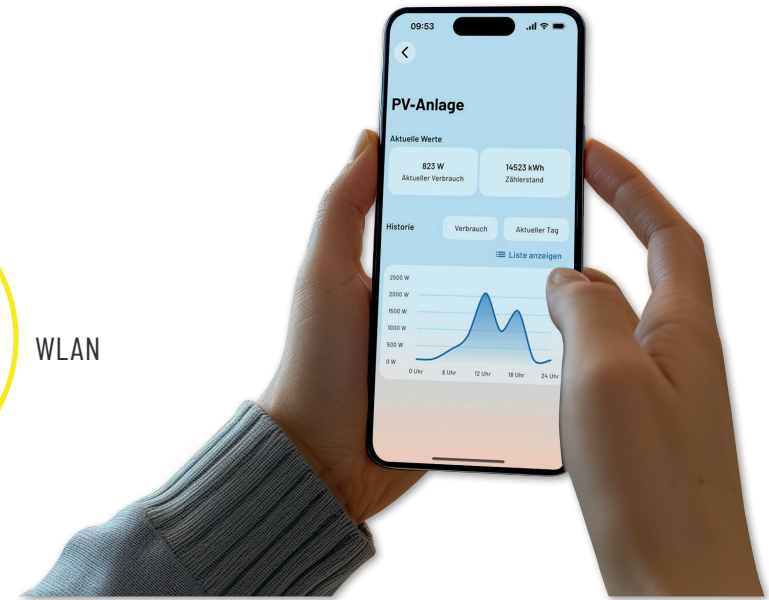 09:53
PV-Anlage
Aktuelle Werte
823 W
Aktueller Verbrauch
14523 kWh
Zählerstand
Historie
Verbrauch
Aktueller Tag
Liste anzeigen
2500 W
2000 W
1500 W
1000 W
500 W
0 W
0 Uhr 6 Uhr 12 Uhr 18 Uhr 24 Uhr
WLAN